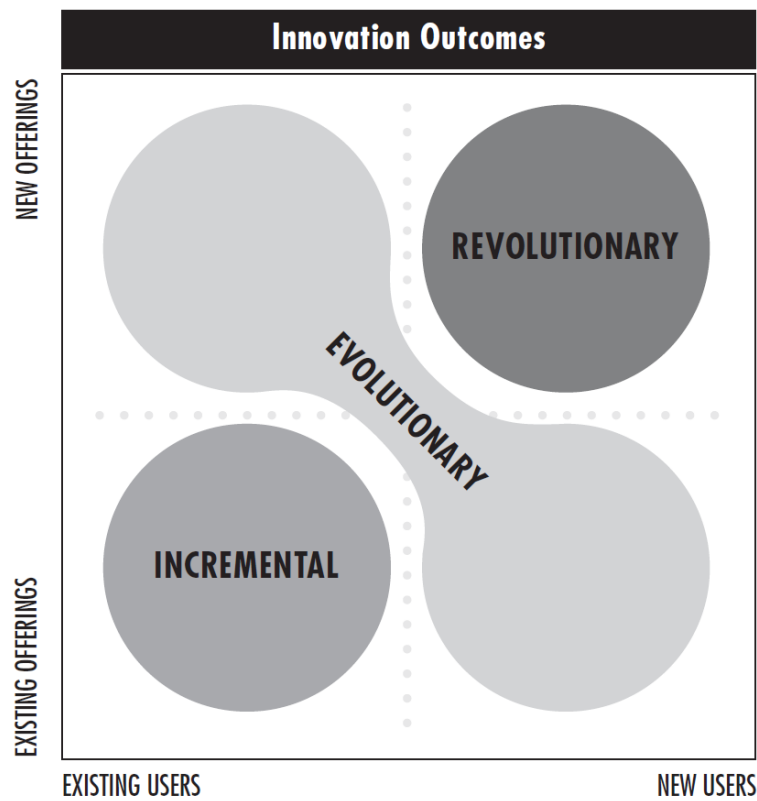 Innovation Outcomes
NEW OFFERINGS
REVOLUTIONARY
EVOLUTIONARY
INCREMENTAL
EXISTING OFFERINGS
EXISTING USERS
NEW USERS